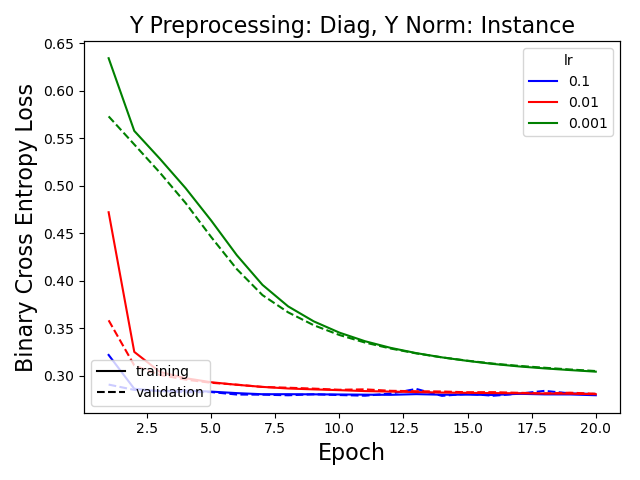 Y Preprocessing: Diag, Y Norm: Instance
Binary Cross Entropy Loss
0.65
0.60
0.55
0.50
0.45
0.40
0.35
0.30
lr
0.1
0.01
0.001
training
validation
2.5 5.0 7.5 10.0 12.5 15.0 17.5 20.0
Epoch